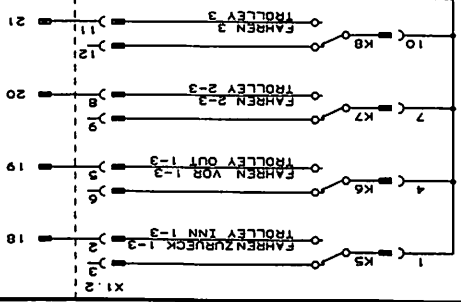 X1.2
3
1 K5
FAHRENZURUECK 1-3 2 18
TROLLEY INN 1-3
6
4 K6
FAHREN VOR 1-3 5 19
TROLLEY OUT 1-3
9
7 K7
FAHREN 2-3 8 20
TROLLEY 2-3
12
10 K8
FAHREN 3 11 21
TROLLEY 3